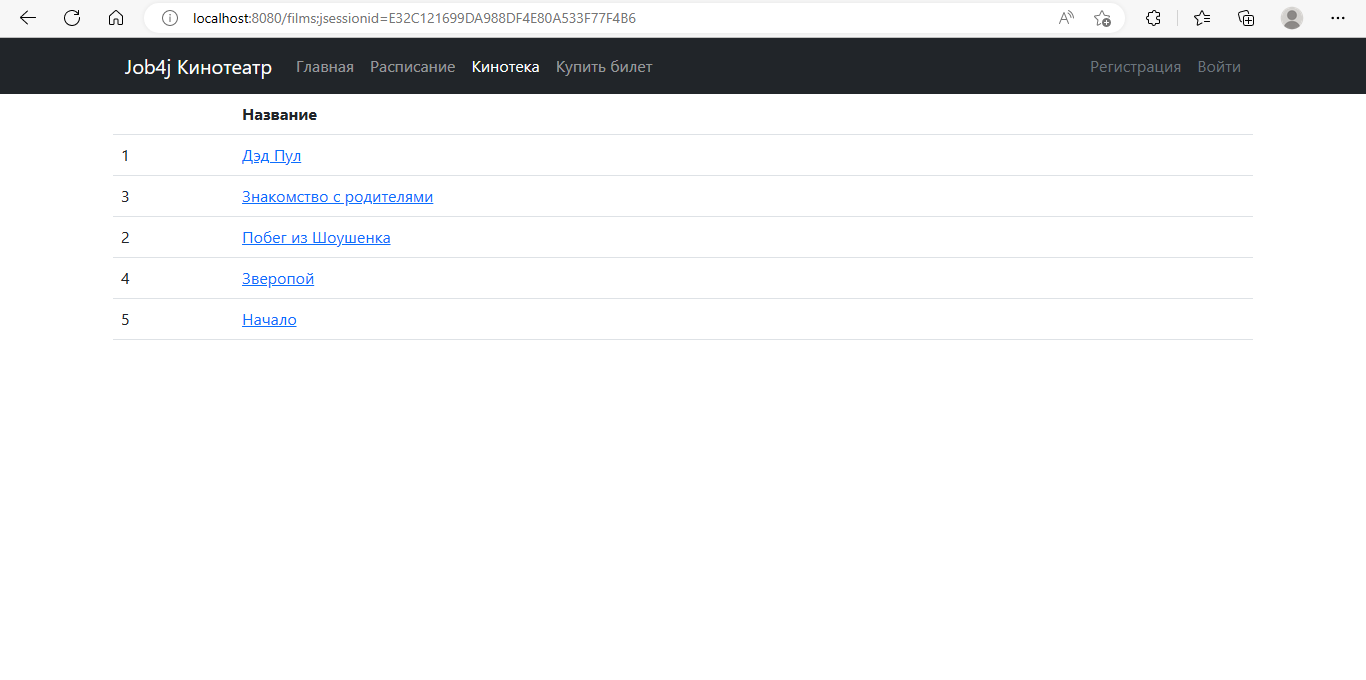 localhost:8080/films;jsessionid=E32C121699DA988DF4E80A533F77F4B6
Job4j Кинотеатр Главная Расписание Кинотека Купить билет Регистрация Войти
Название
1 Дэд Пул
3 Знакомство с родителями
2 Побег из Шоушенка
4 Зверопой
5 Начало